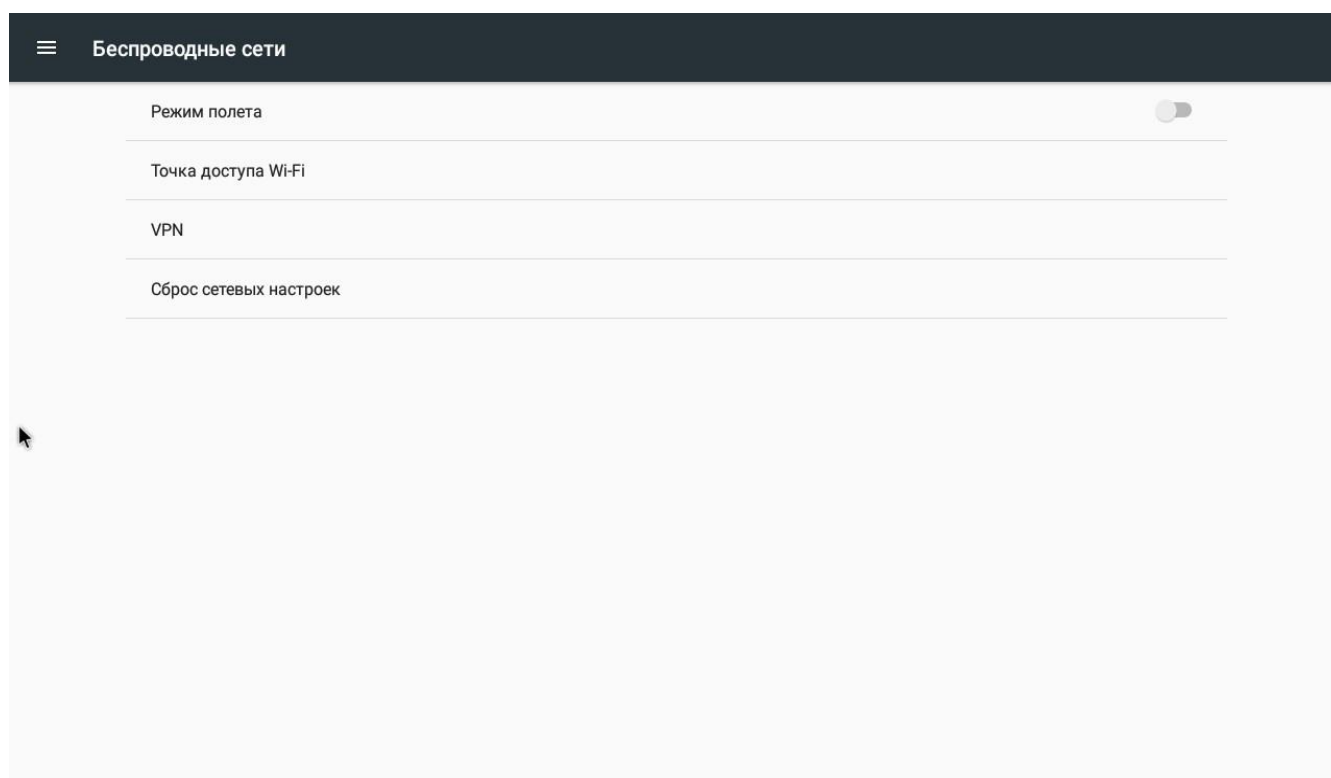 Беспроводные сети
Режим полета
Точка доступа Wi-Fi
VPN
Сброс сетевых настроек